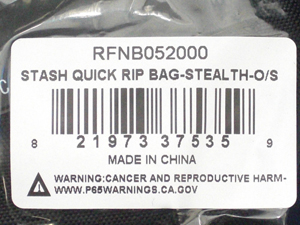 RFNB052000
STASH QUICK RIP BAG-STEALTH-O/S
8 21973 37535 9
MADE IN CHINA
WARNING:CANCER AND REPRODUCTIVE HARM-
WWW.P65WARNINGS.CA.GOV